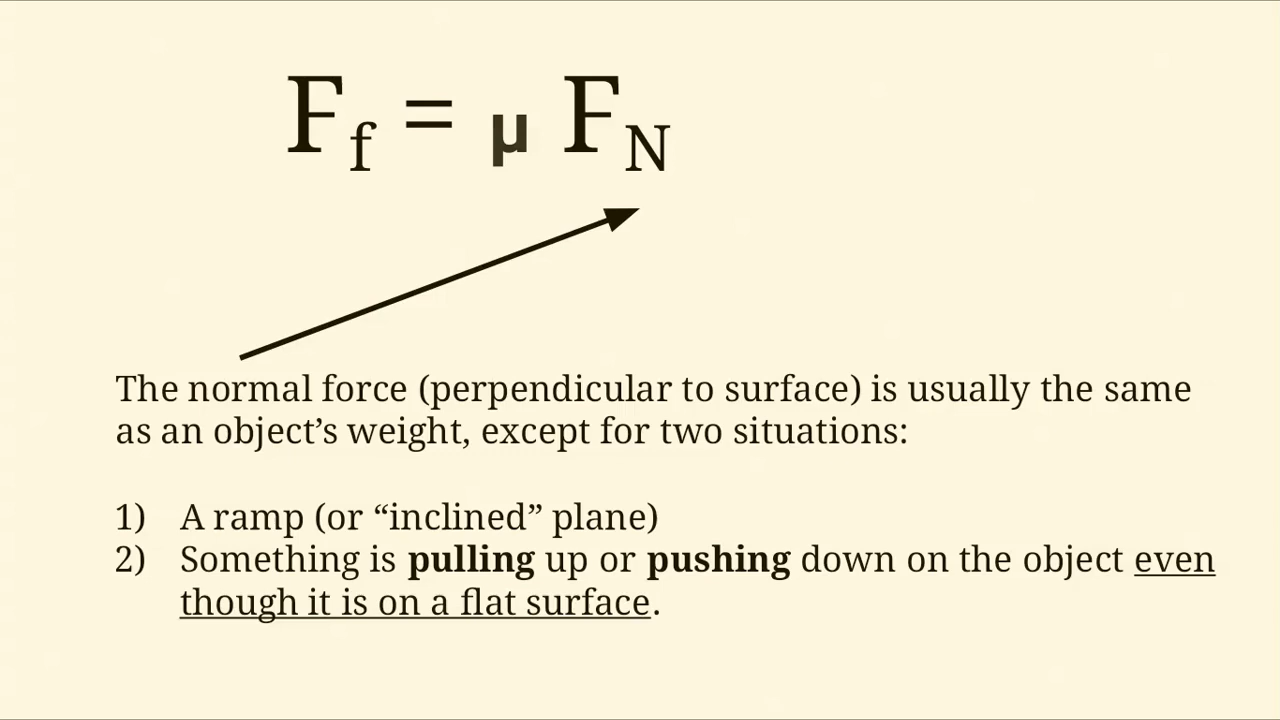 Ff = μ FN
The normal force (perpendicular to surface) is usually the same
as an object’s weight, except for two situations:
1) A ramp (or “inclined” plane)
2) Something is pulling up or pushing down on the object even
though it is on a flat surface.